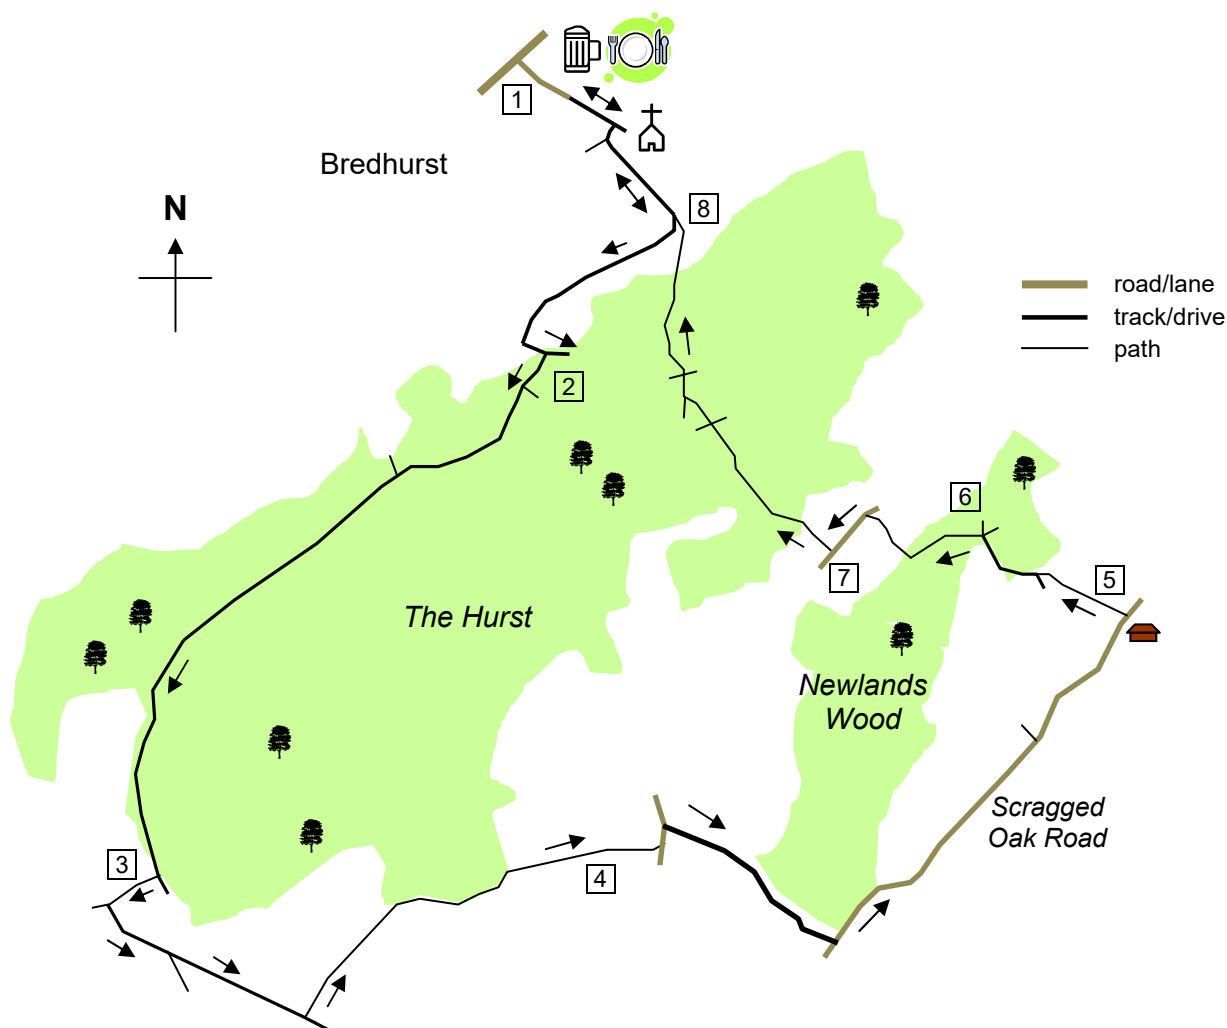 1
Bredhurst
N
8
road/lane
track/drive
path
2
6
7
5
The Hurst
Newlands
Wood
Scragged
Oak Road
3
4